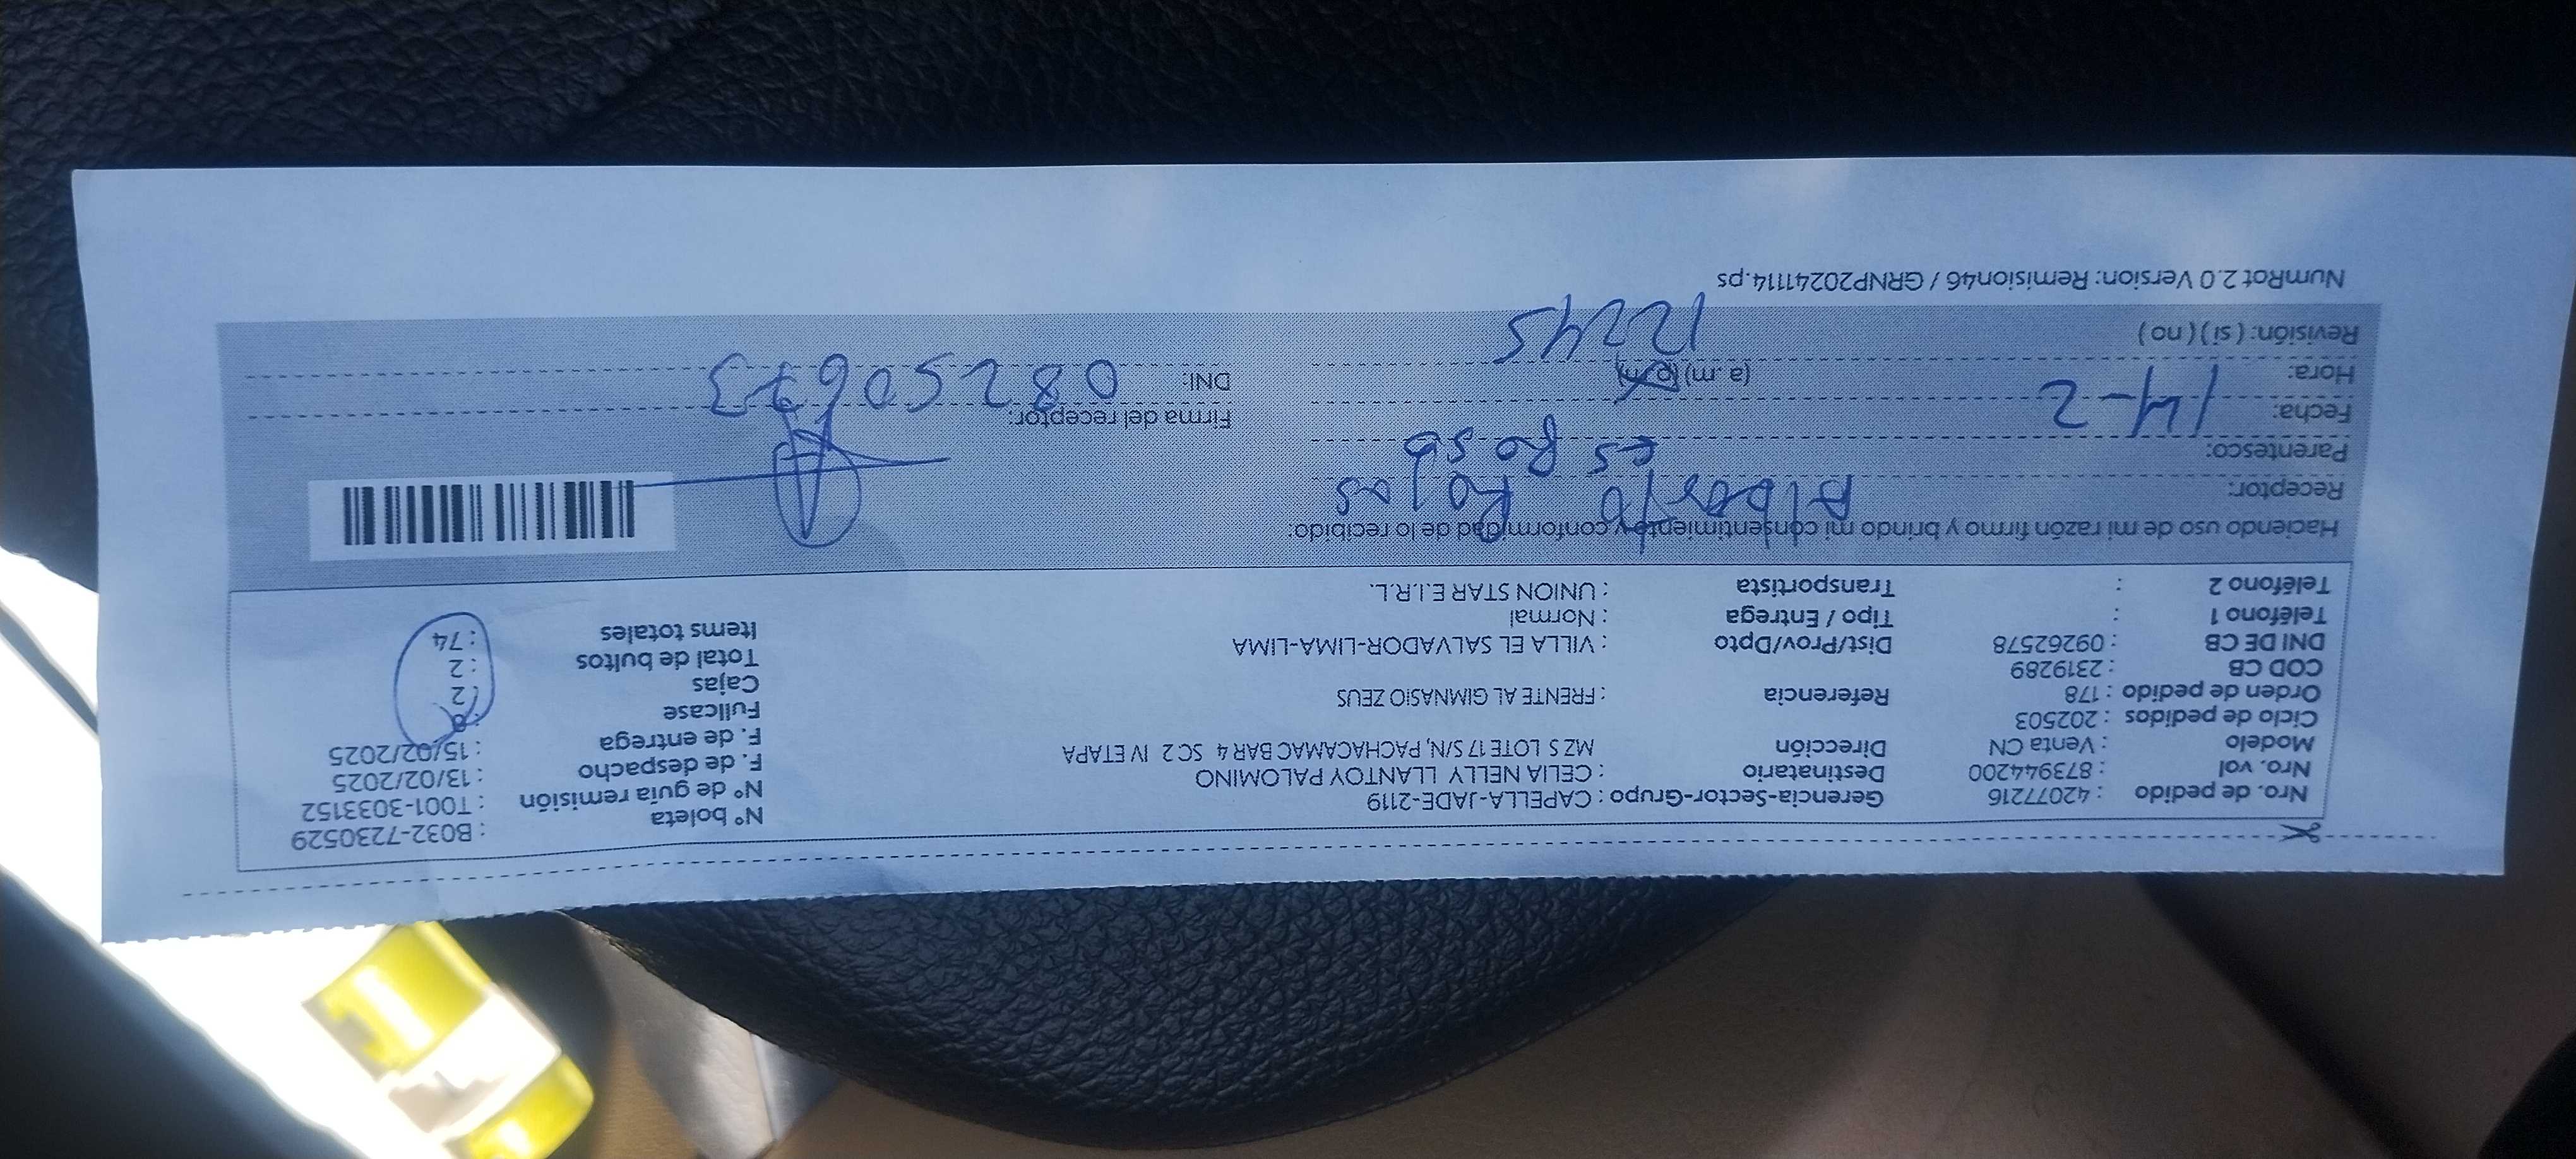 Nro. de pedido : 42077216 Gerencia-Sector-Grupo : CAPELLA-JADE-2119 N° boleta : B032-7230529
Nro. vol : 873944200 Destinatario : CELIA NELLY LLANTOY PALOMINO N° de guía remisión : T001-3033152
Modelo : Venta CN Dirección MZ S LOTE 17 S/N, PACHACAMAC BAR 4 SC 2 IV ETAPA F. de despacho : 13/02/2025
Ciclo de pedidos : 202503 F. de entrega : 15/02/2025
Orden de pedido : 178 Referencia : FRENTE AL GIMNASIO ZEUS Fullcase : 0
COD CB : 2319289 Cajas : 2
DNI DE CB : 09262578 Dist/Prov/Dpto : VILLA EL SALVADOR-LIMA-LIMA Total de bultos : 2
Teléfono 1 : Tipo / Entrega : Normal Items totales : 74
Teléfono 2 : Transportista : UNION STAR E.I.R.L.
Haciendo uso de mi razón firmo y brindo mi consentimiento y conformidad de lo recibido:
Receptor: Alberto Rojas
Parentesco: Es Poso
Fecha: 14-2 Firma del receptor:
Hora: (a. m) (p. m) DNI: 08250673
Revisión: ( si ) ( no ) 12245
NumRot 2.0 Version: Remision46 / GRNP20241114.ps